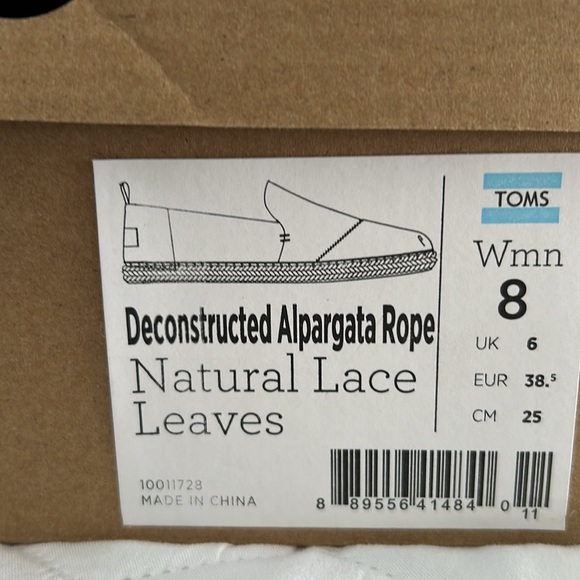 TOMS
Wmn
8
UK 6
EUR 38.5
CM 25
Deconstructed Alpargata Rope
Natural Lace
Leaves
10011728
MADE IN CHINA
8 89556 41484 0 11